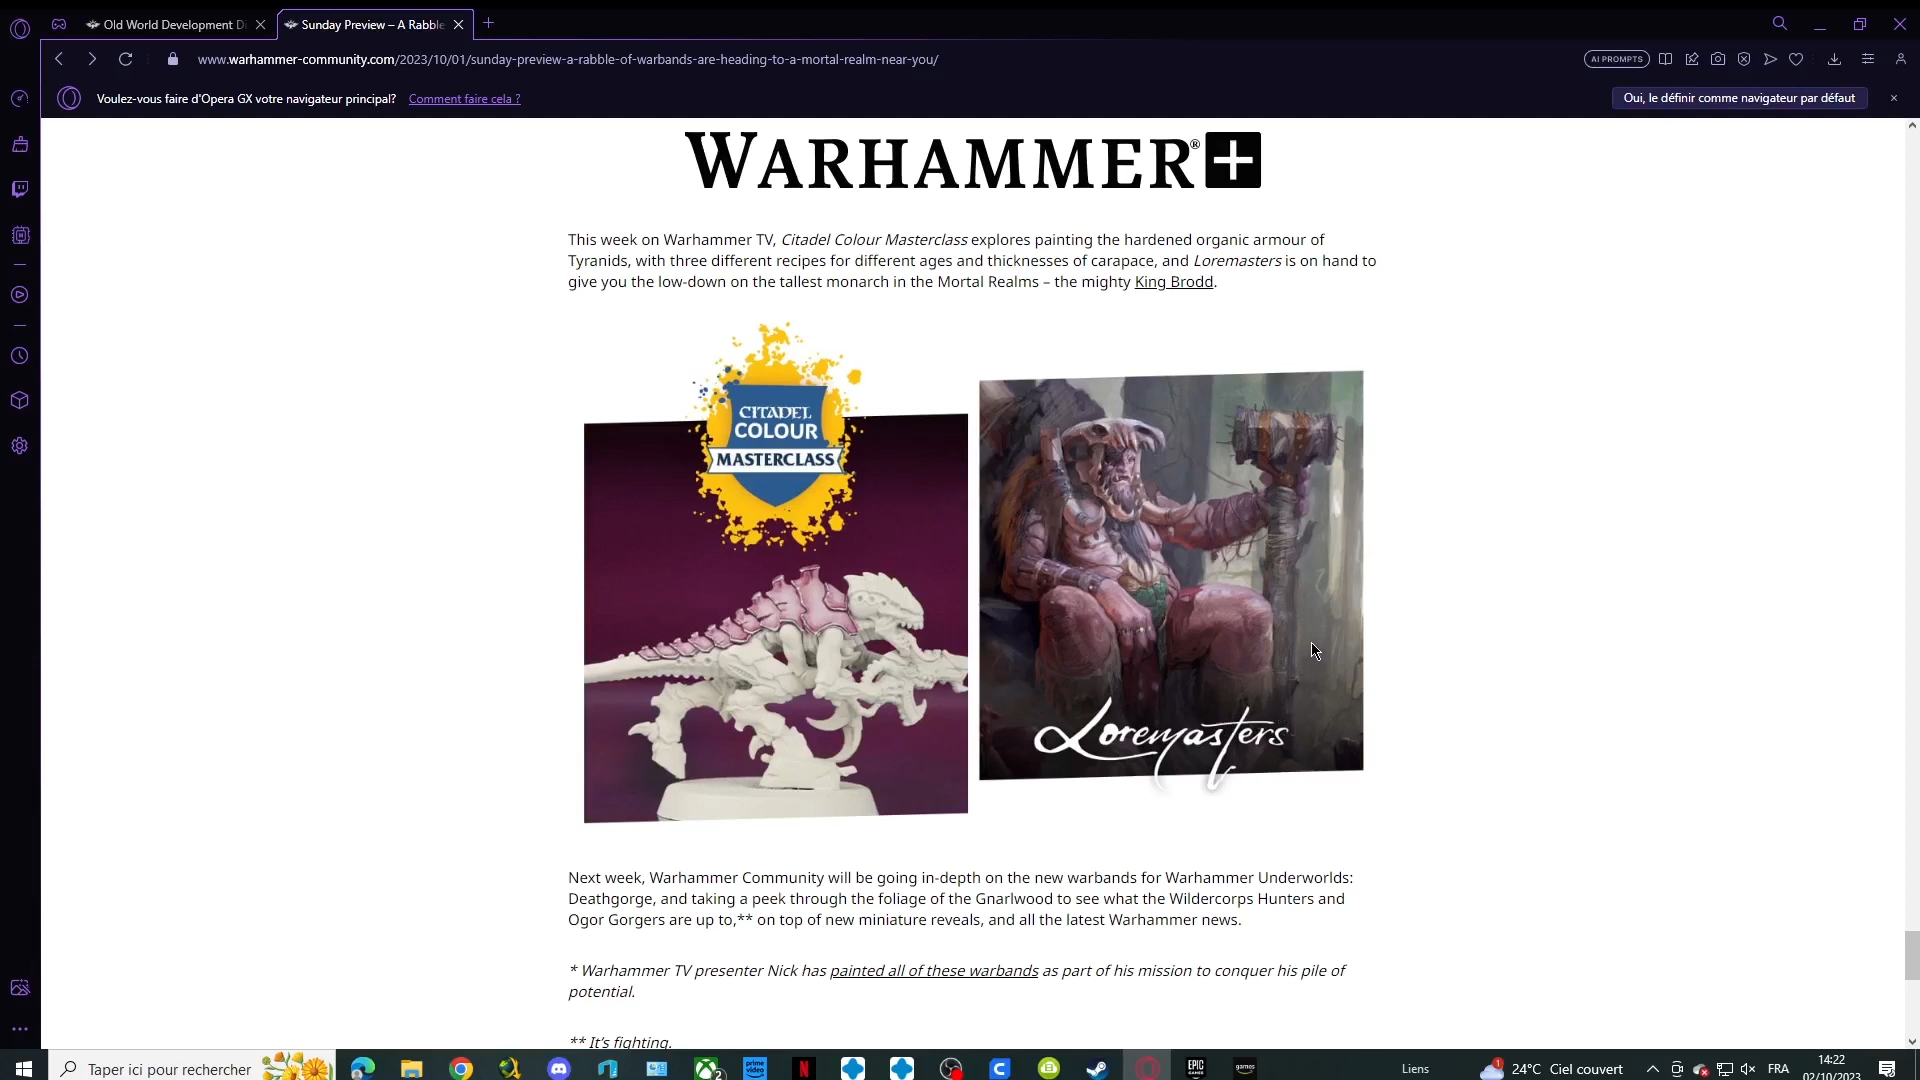 Old World Development Di
Sunday Preview – A Rabble
www.warhammer-community.com/2023/10/01/sunday-preview-a-rabble-of-warbands-are-heading-to-a-mortal-realm-near-you/
AI PROMPTS
Voulez-vous faire d'Opera GX votre navigateur principal? Comment faire cela ?
Oui, le définir comme navigateur par défaut
WARHAMMER®+
This week on Warhammer TV, Citadel Colour Masterclass explores painting the hardened organic armour of
Tyranids, with three different recipes for different ages and thicknesses of carapace, and Loremasters is on hand to
give you the low-down on the tallest monarch in the Mortal Realms – the mighty King Brodd.
CITADEL
COLOUR
MASTERCLASS
Loremasters
Next week, Warhammer Community will be going in-depth on the new warbands for Warhammer Underworlds:
Deathgorge, and taking a peek through the foliage of the Gnarlwood to see what the Wildercorps Hunters and
Ogor Gorgers are up to,** on top of new miniature reveals, and all the latest Warhammer news.
* Warhammer TV presenter Nick has painted all of these warbands as part of his mission to conquer his pile of
potential.
** It's fighting.
Taper ici pour rechercher
2
prime video
N
EPIC GAMES
games
Liens
1
24°C Ciel couvert
FRA
14:22
02/10/2023